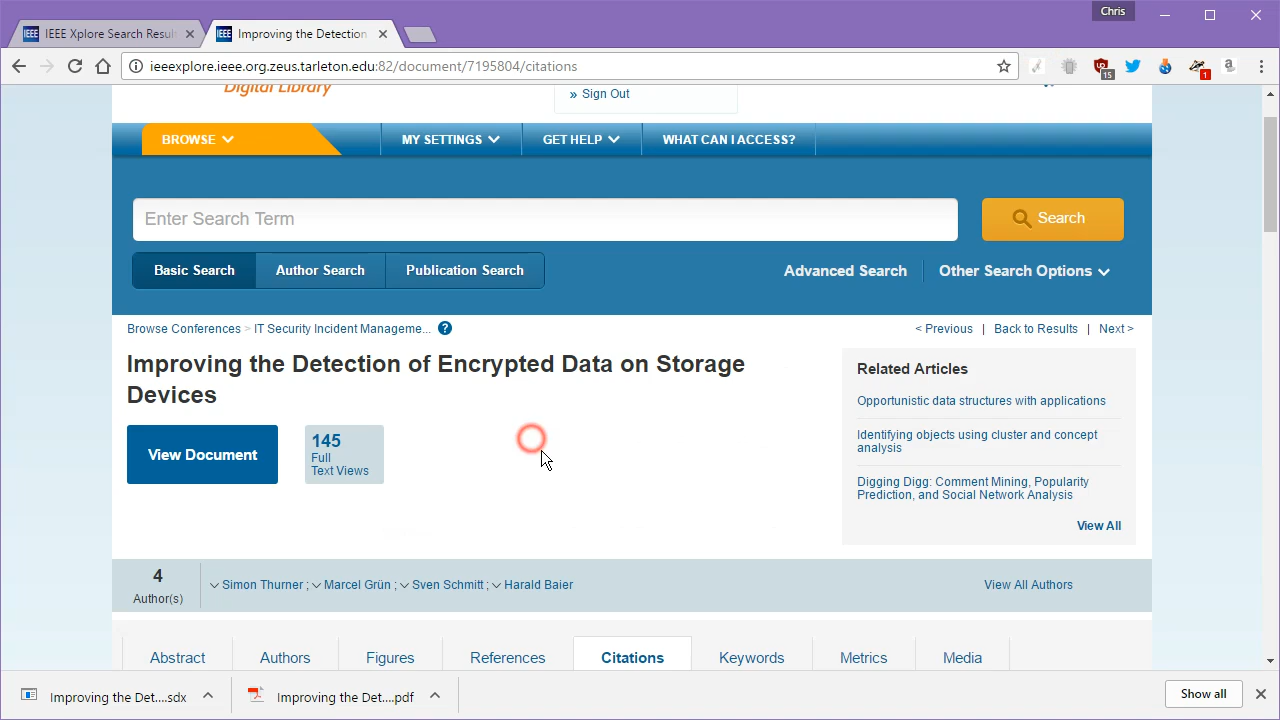 Chris
IEEE Xplore Search Resul
Improving the Detection
ieeexplore.ieee.org.zeus.tarleton.edu:82/document/7195804/citations
15
1
Digital Library
» Sign Out
BROWSE
MY SETTINGS
GET HELP
WHAT CAN I ACCESS?
Enter Search Term
Search
Basic Search
Author Search
Publication Search
Advanced Search
Other Search Options
Browse Conferences > IT Security Incident Manageme... ?
< Previous | Back to Results | Next >
Improving the Detection of Encrypted Data on Storage
Devices
View Document
145
Full
Text Views
Related Articles
Opportunistic data structures with applications
Identifying objects using cluster and concept
analysis
Digging Digg: Comment Mining, Popularity
Prediction, and Social Network Analysis
View All
4
Author(s)
Simon Thurner ; Marcel Grün ; Sven Schmitt ; Harald Baier
View All Authors
Abstract
Authors
Figures
References
Citations
Keywords
Metrics
Media
Improving the Det....sdx
Improving the Det....pdf
Show all